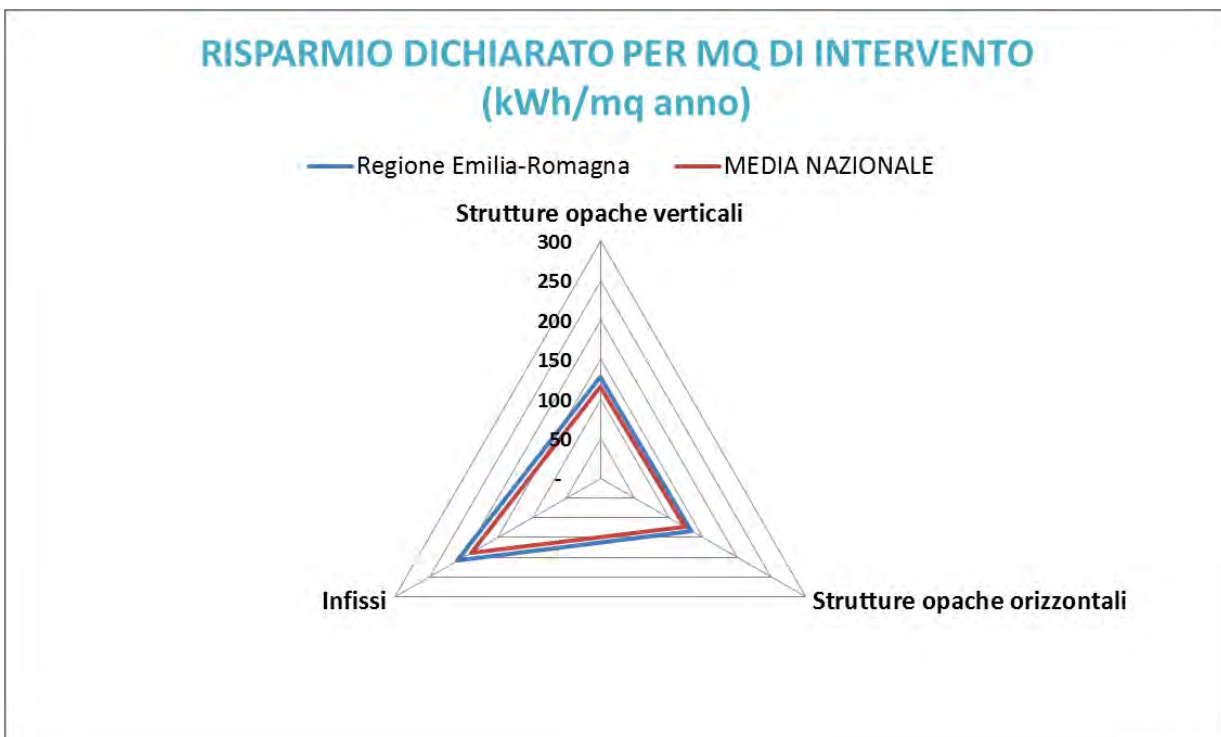 RISPARMIO DICHIARATO PER MQ DI INTERVENTO
(kWh/mq anno)
Regione Emilia-Romagna MEDIA NAZIONALE
Strutture opache verticali
300
250
200
150
100
50
-
Infissi
Strutture opache orizzontali